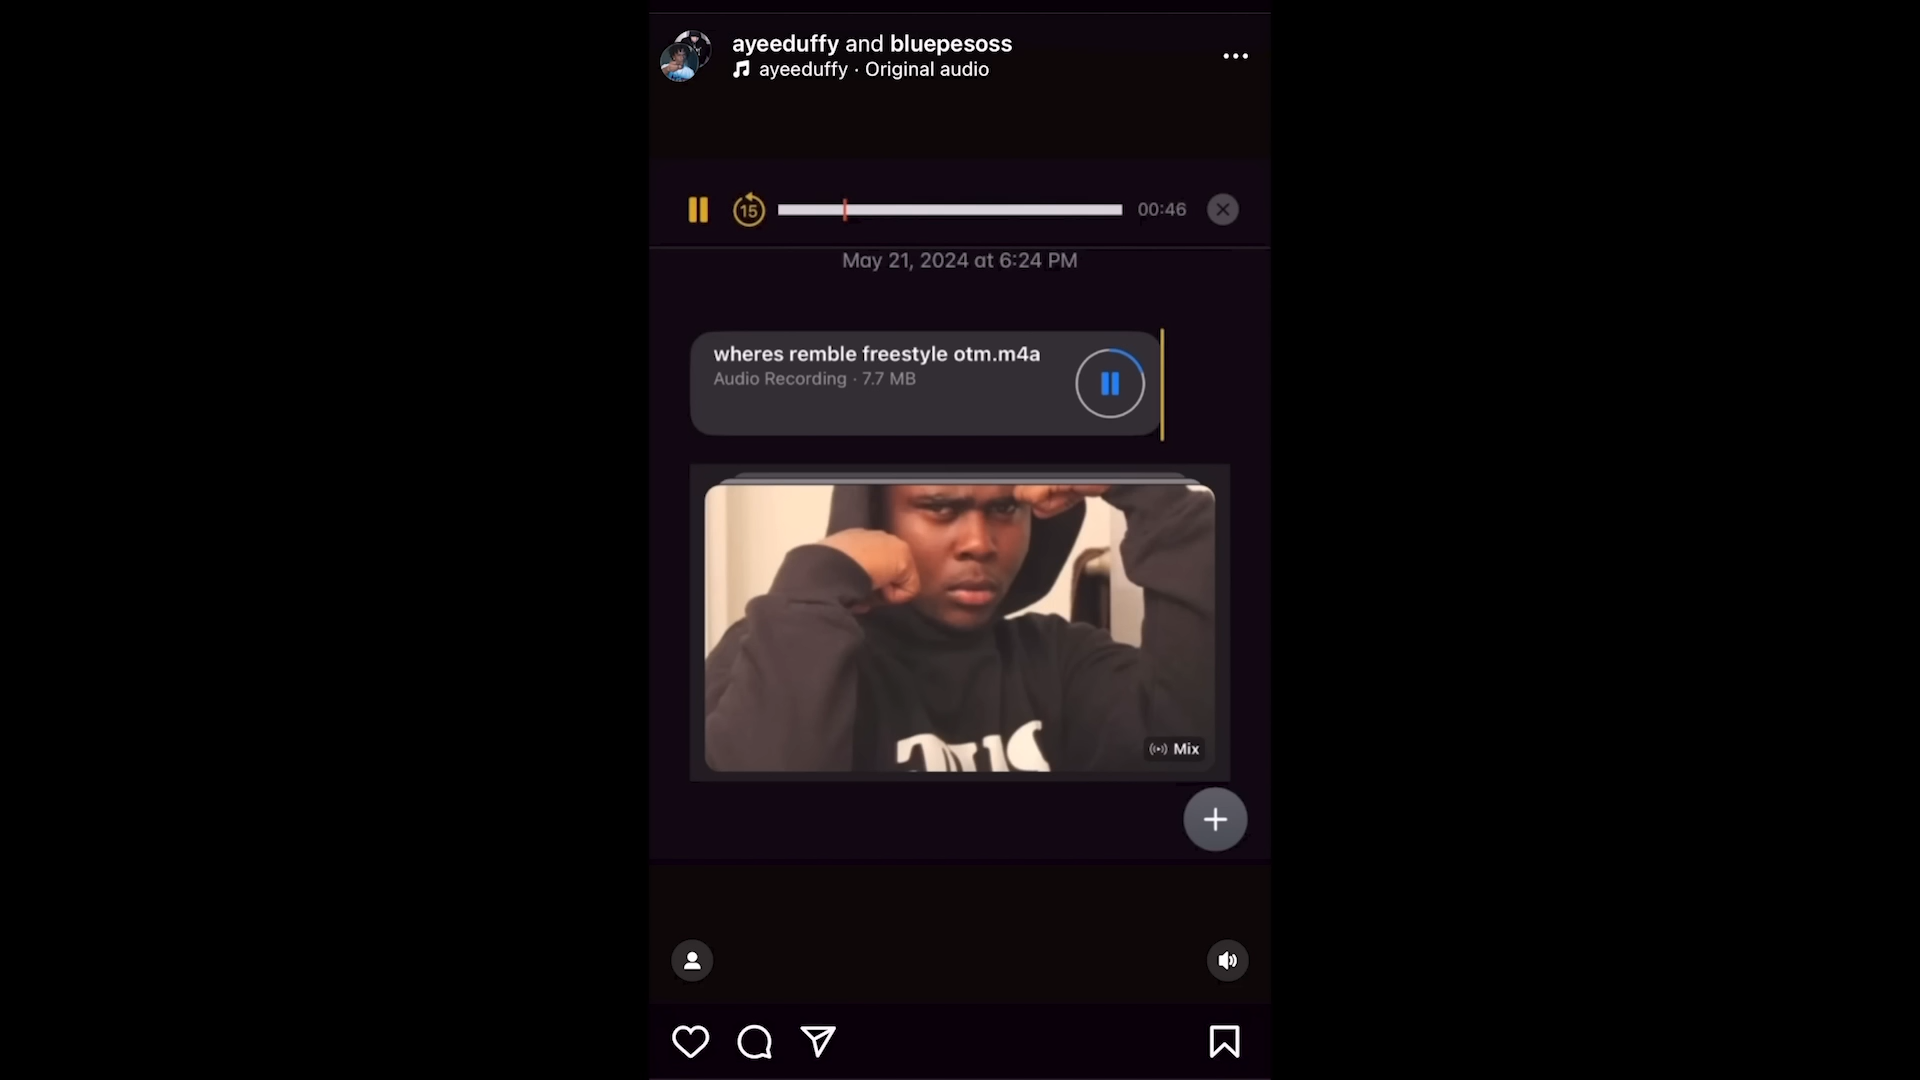 ayeeduffy and bluepesoss
ayeeduffy · Original audio
15
00:46
May 21, 2024 at 6:24 PM
wheres remble freestyle otm.m4a
Audio Recording · 7.7 MB
Mix